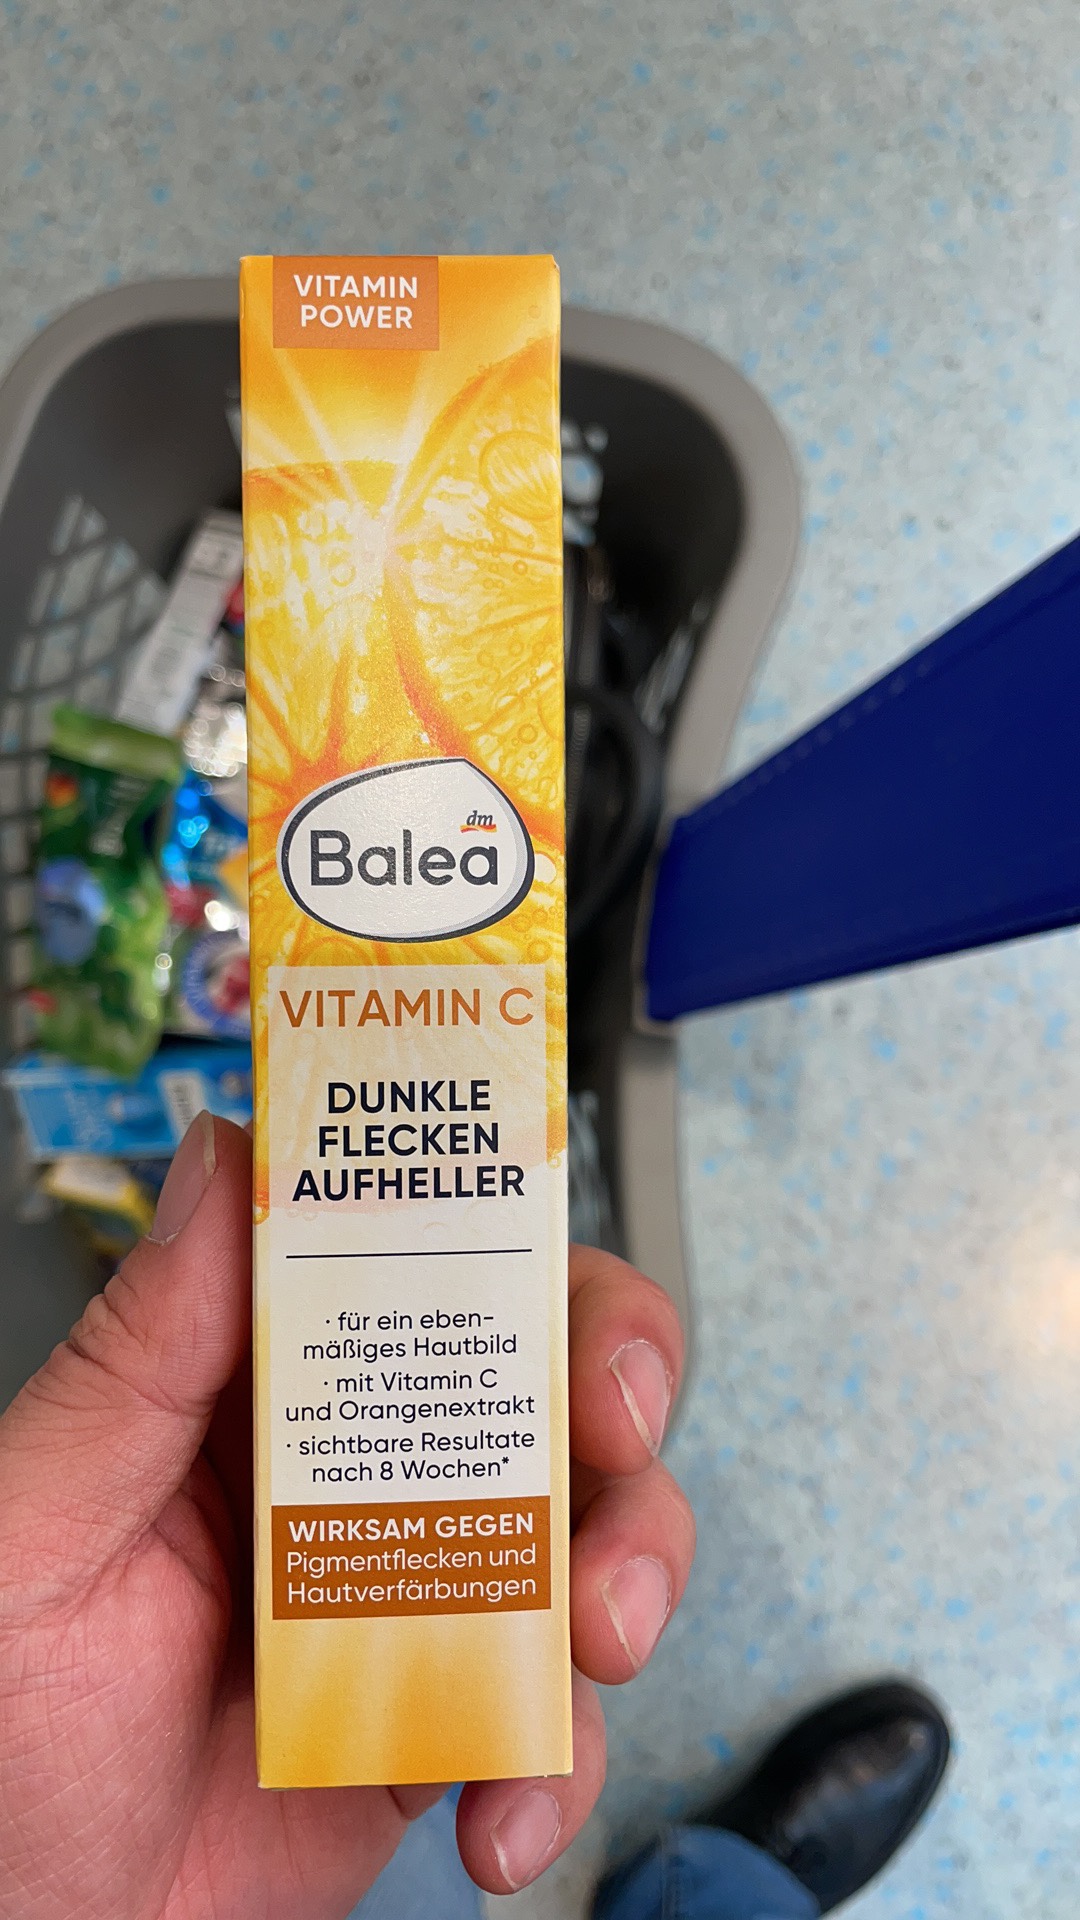 VITAMIN
POWER
dm
Balea
VITAMIN C
DUNKLE
FLECKEN
AUFHELLER
· für ein eben-
mäßiges Hautbild
· mit Vitamin C
und Orangenextrakt
· sichtbare Resultate
nach 8 Wochen*
WIRKSAM GEGEN
Pigmentflecken und
Hautverfärbungen